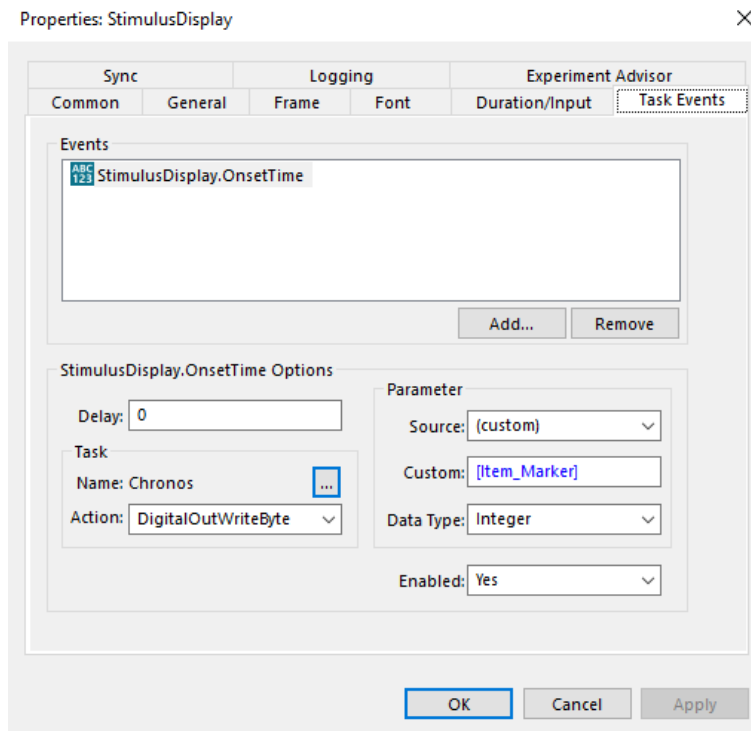 Properties: StimulusDisplay
Sync Logging Experiment Advisor
Common General Frame Font Duration/Input Task Events
Events
ABC 123 StimulusDisplay.OnsetTime
Add... Remove
StimulusDisplay.OnsetTime Options
Delay: 0
Task
Name: Chronos ...
Action: DigitalOutWriteByte
Parameter
Source: (custom)
Custom: [Item_Marker]
Data Type: Integer
Enabled: Yes
OK Cancel Apply